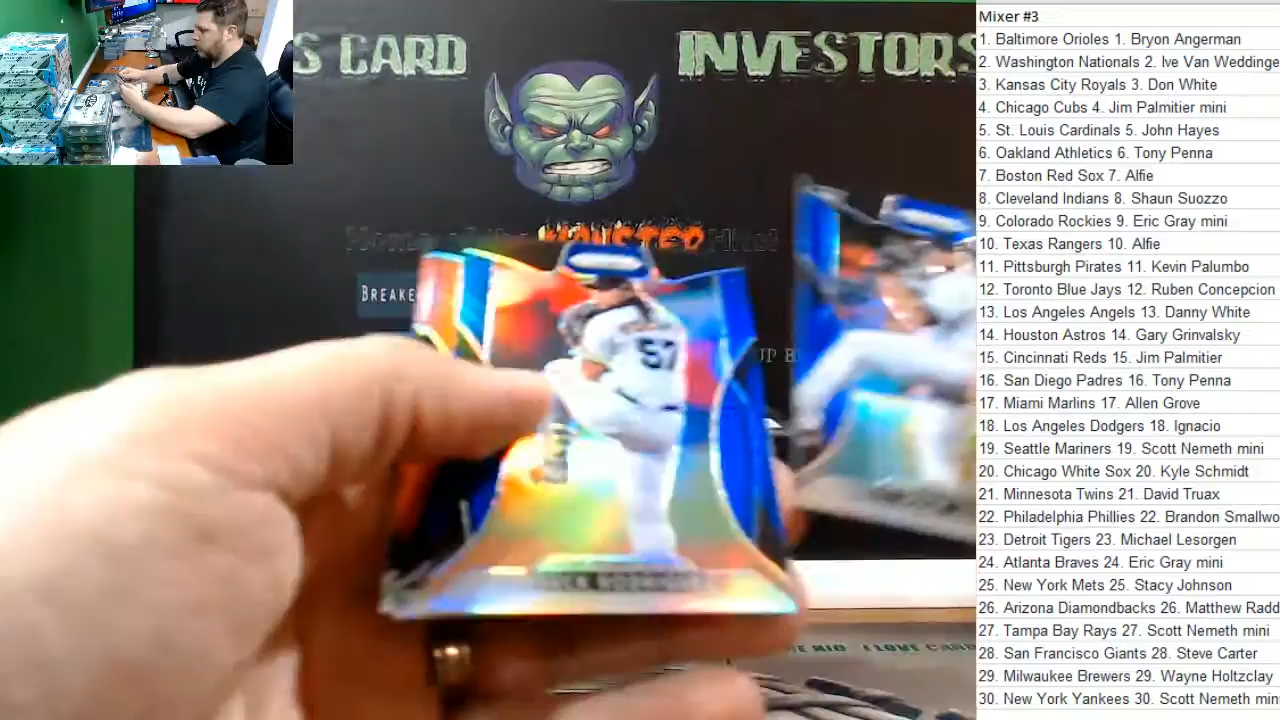 S CARD INVESTORS
MONSTER
BREAKE
UP B
57
I LOVE CARD
Mixer #3
1. Baltimore Orioles 1. Bryon Angerman
2. Washington Nationals 2. Ive Van Weddinge
3. Kansas City Royals 3. Don White
4. Chicago Cubs 4. Jim Palmitier mini
5. St. Louis Cardinals 5. John Hayes
6. Oakland Athletics 6. Tony Penna
7. Boston Red Sox 7. Alfie
8. Cleveland Indians 8. Shaun Suozzo
9. Colorado Rockies 9. Eric Gray mini
10. Texas Rangers 10. Alfie
11. Pittsburgh Pirates 11. Kevin Palumbo
12. Toronto Blue Jays 12. Ruben Concepcion
13. Los Angeles Angels 13. Danny White
14. Houston Astros 14. Gary Grinvalsky
15. Cincinnati Reds 15. Jim Palmitier
16. San Diego Padres 16. Tony Penna
17. Miami Marlins 17. Allen Grove
18. Los Angeles Dodgers 18. Ignacio
19. Seattle Mariners 19. Scott Nemeth mini
20. Chicago White Sox 20. Kyle Schmidt
21. Minnesota Twins 21. David Truax
22. Philadelphia Phillies 22. Brandon Smallwo
23. Detroit Tigers 23. Michael Lesorgen
24. Atlanta Braves 24. Eric Gray mini
25. New York Mets 25. Stacy Johnson
26. Arizona Diamondbacks 26. Matthew Radd
27. Tampa Bay Rays 27. Scott Nemeth mini
28. San Francisco Giants 28. Steve Carter
29. Milwaukee Brewers 29. Wayne Holtzclay
30. New York Yankees 30. Scott Nemeth min